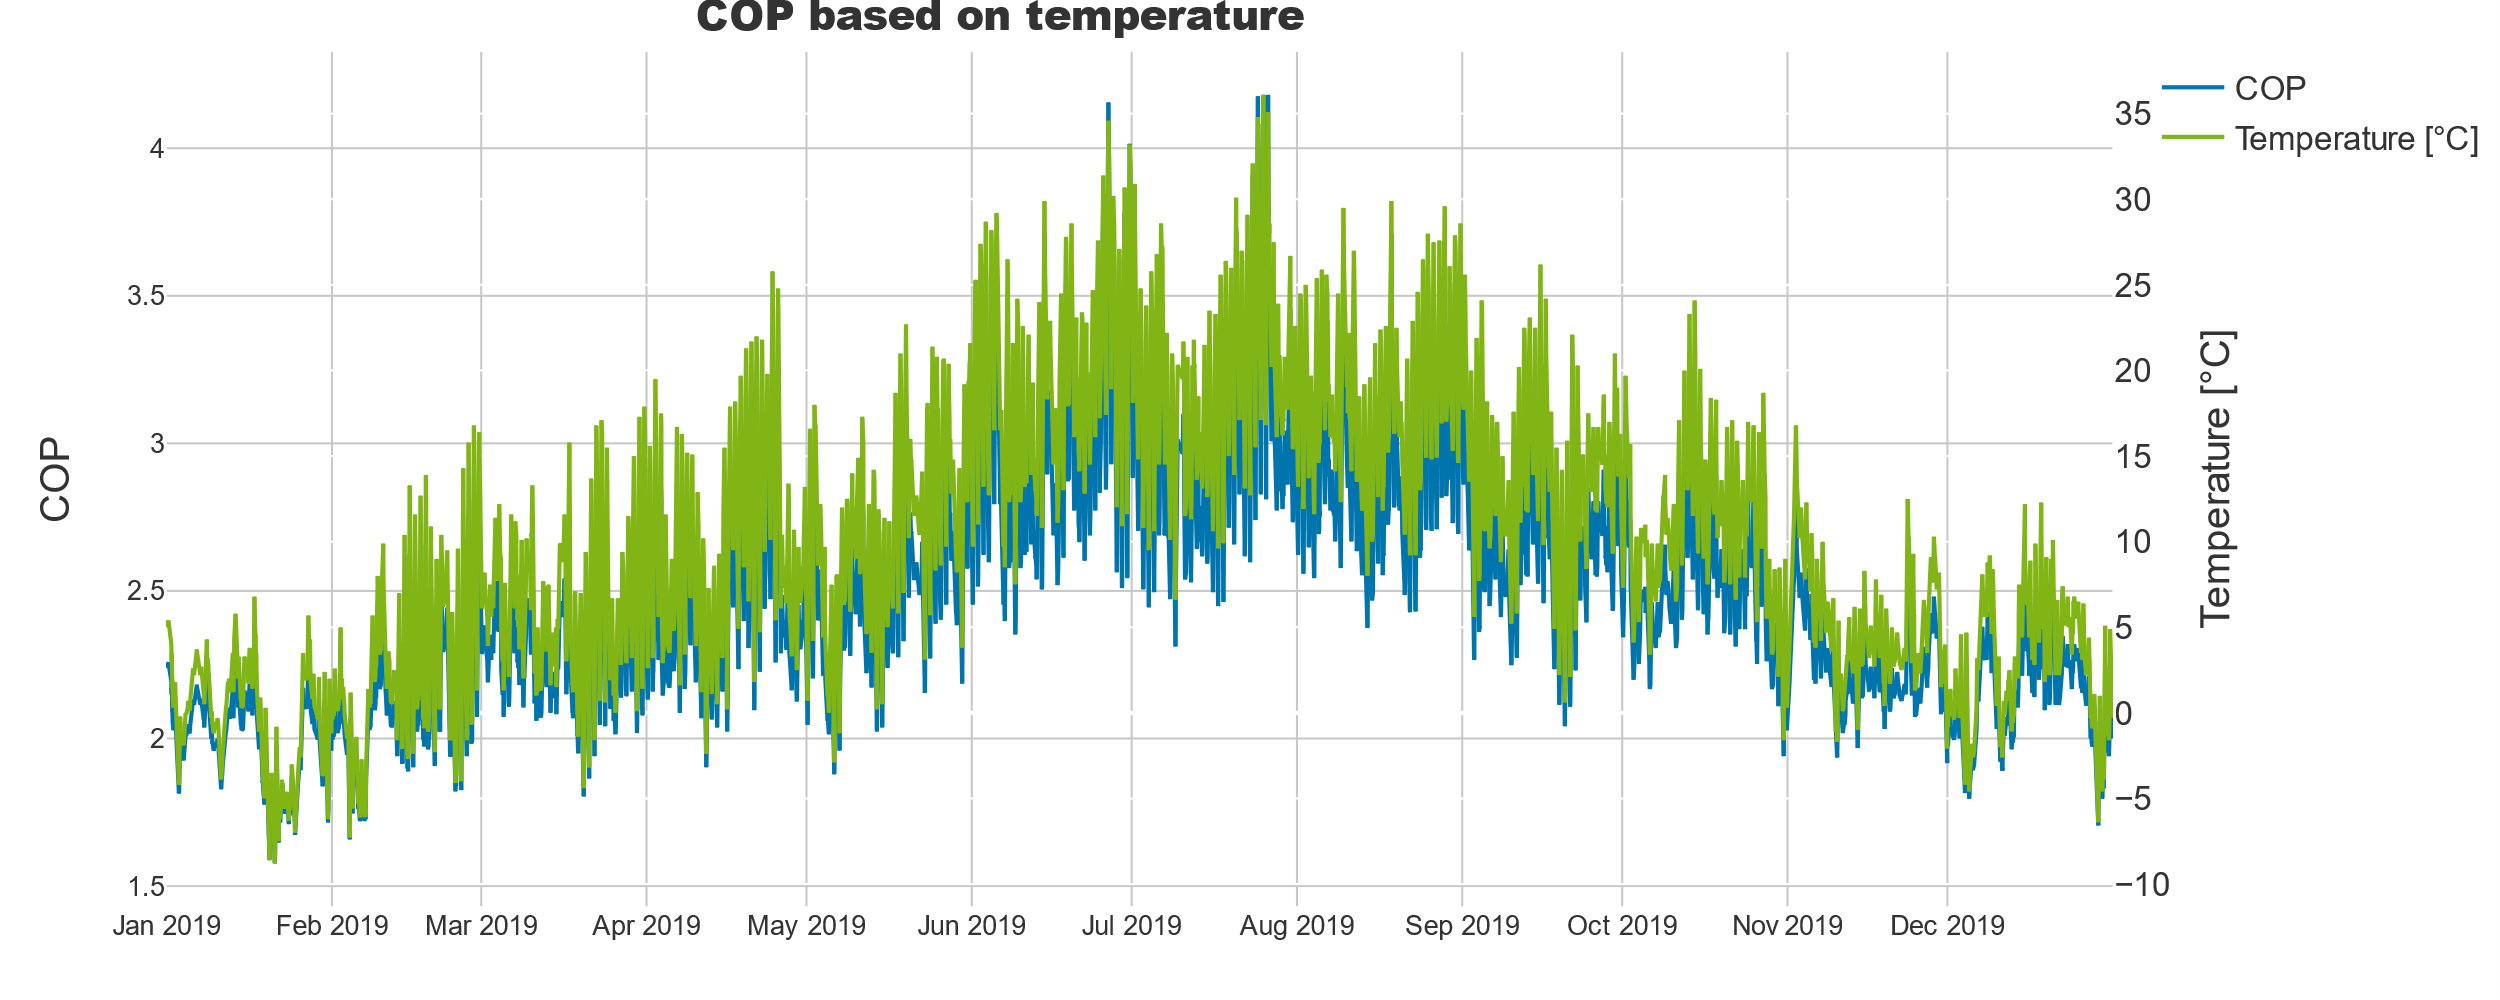 COP based on temperature
COP
Temperature [°C]
4
3.5
3
2.5
2
1.5
COP
35
30
25
20
15
10
5
0
−5
−10
Temperature [°C]
Jan 2019 Feb 2019 Mar 2019 Apr 2019 May 2019 Jun 2019 Jul 2019 Aug 2019 Sep 2019 Oct 2019 Nov 2019 Dec 2019